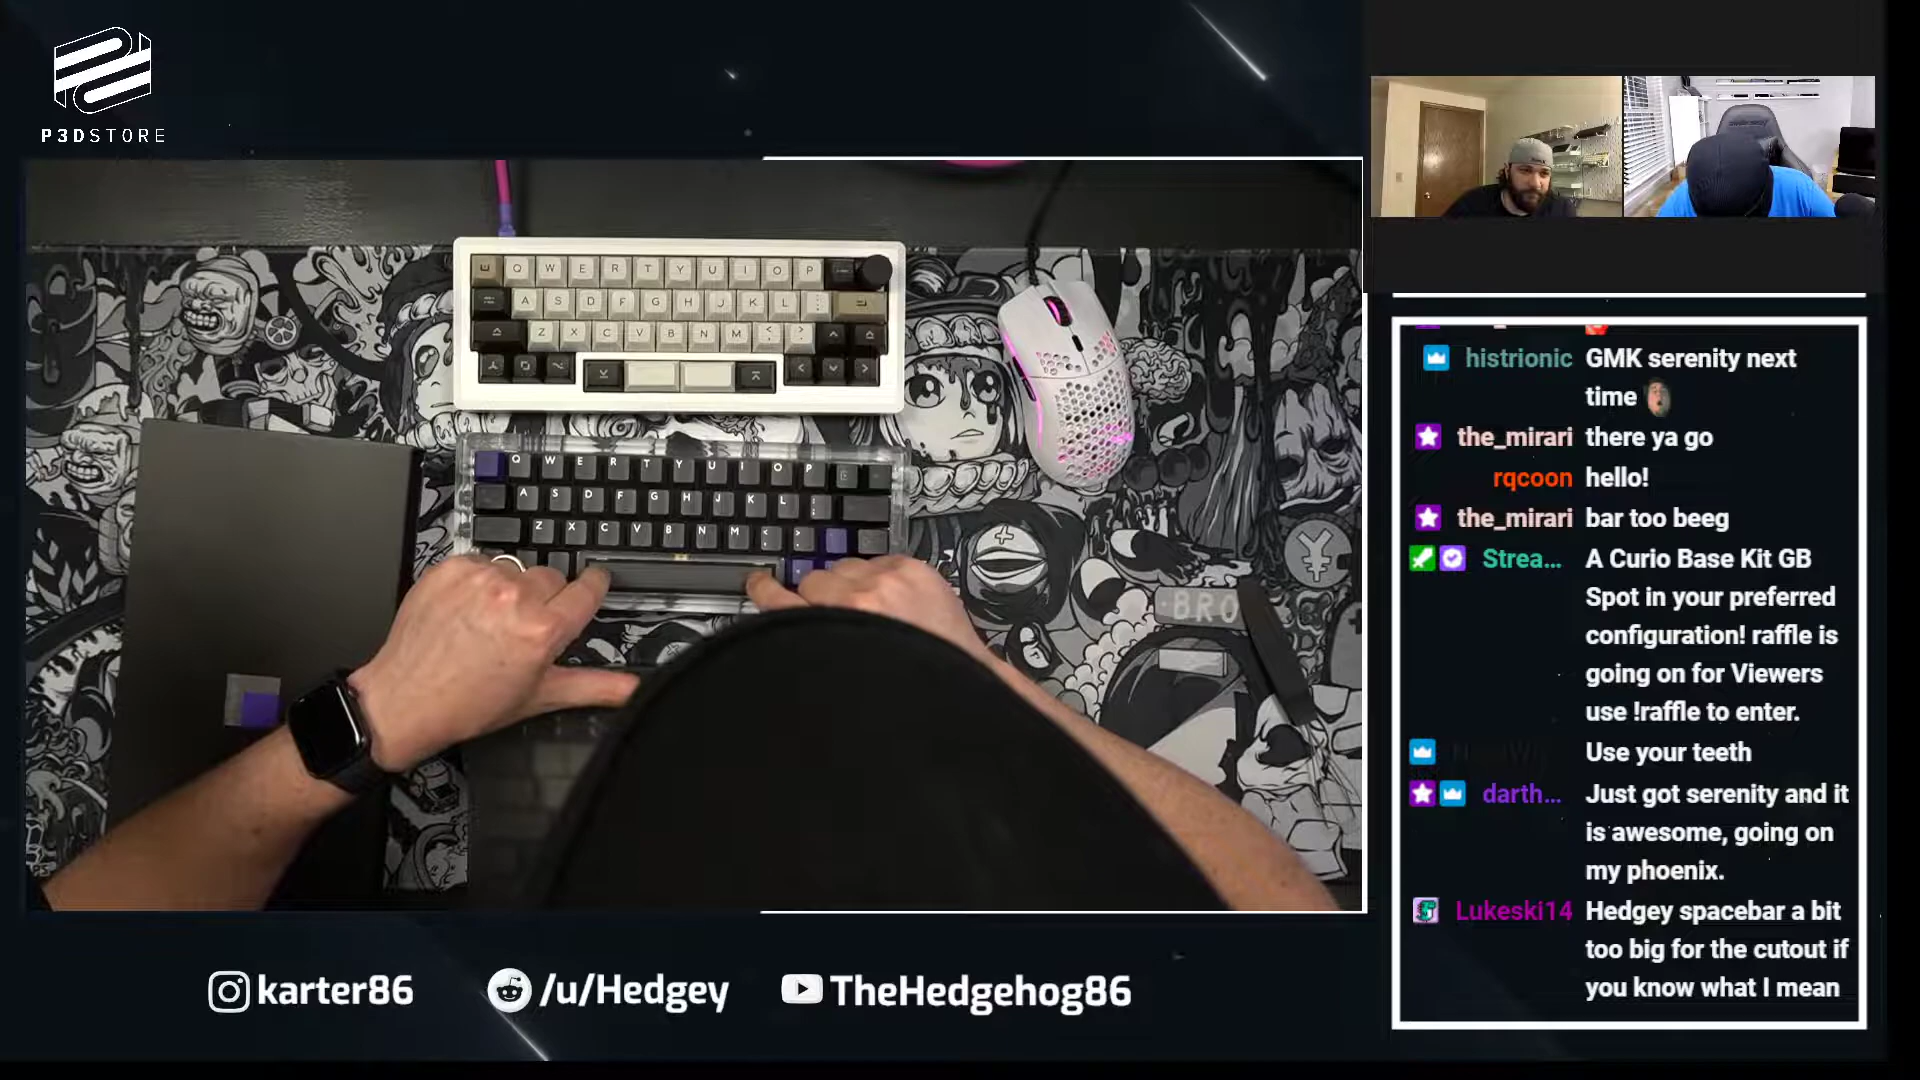 P3DSTORE
Q W E R T Y U I O P
A S D F G H J K L
Z X C V B N M
Q W E R T Y U I O P
A S D F G H J K L
Z X C V B N M
BRO
histrionic GMK serenity next
time
the_mirari there ya go
rqcoon hello!
the_mirari bar too beeg
Strea... A Curio Base Kit GB
Spot in your preferred
configuration! raffle is
going on for Viewers
use !raffle to enter.
Use your teeth
darth... Just got serenity and it
is awesome, going on
my phoenix.
Lukeski14 Hedgey spacebar a bit
too big for the cutout if
you know what I mean
karter86 /u/Hedgey TheHedgehog86